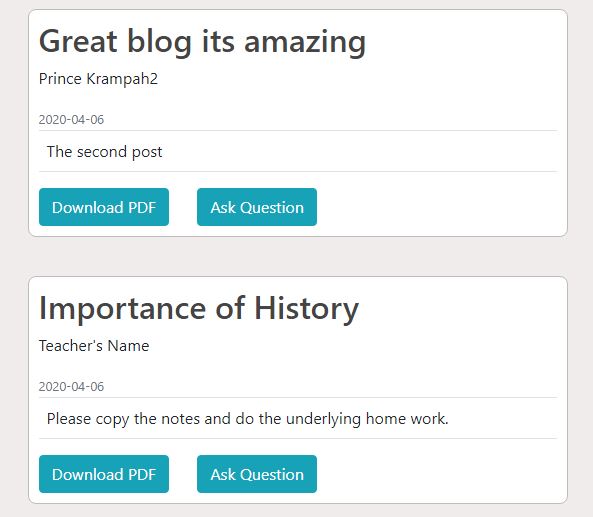 Great blog its amazing
Prince Krampah2
2020-04-06
The second post
Download PDF Ask Question
Importance of History
Teacher's Name
2020-04-06
Please copy the notes and do the underlying home work.
Download PDF Ask Question